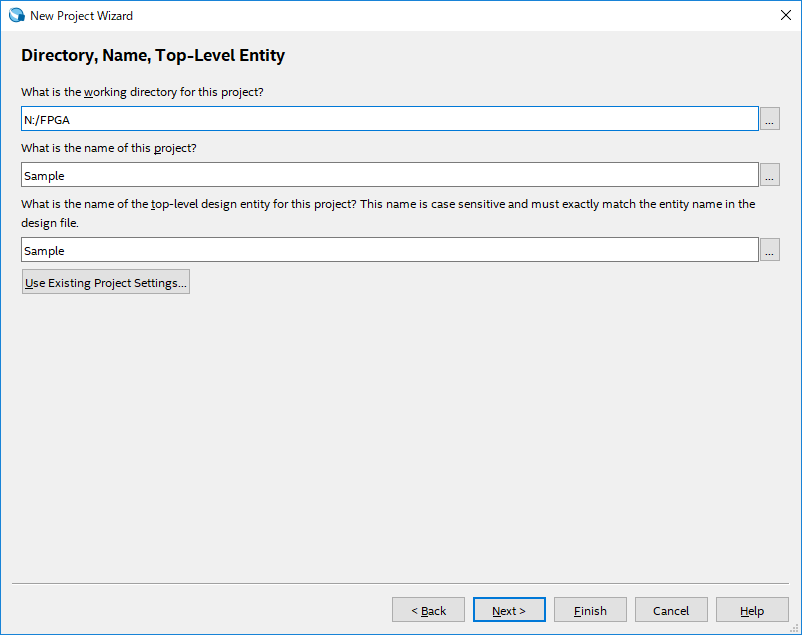 New Project Wizard
Directory, Name, Top-Level Entity
What is the working directory for this project?
N:/FPGA
...
What is the name of this project?
Sample
...
What is the name of the top-level design entity for this project? This name is case sensitive and must exactly match the entity name in the
design file.
Sample
...
Use Existing Project Settings...
< Back
Next >
Finish
Cancel
Help